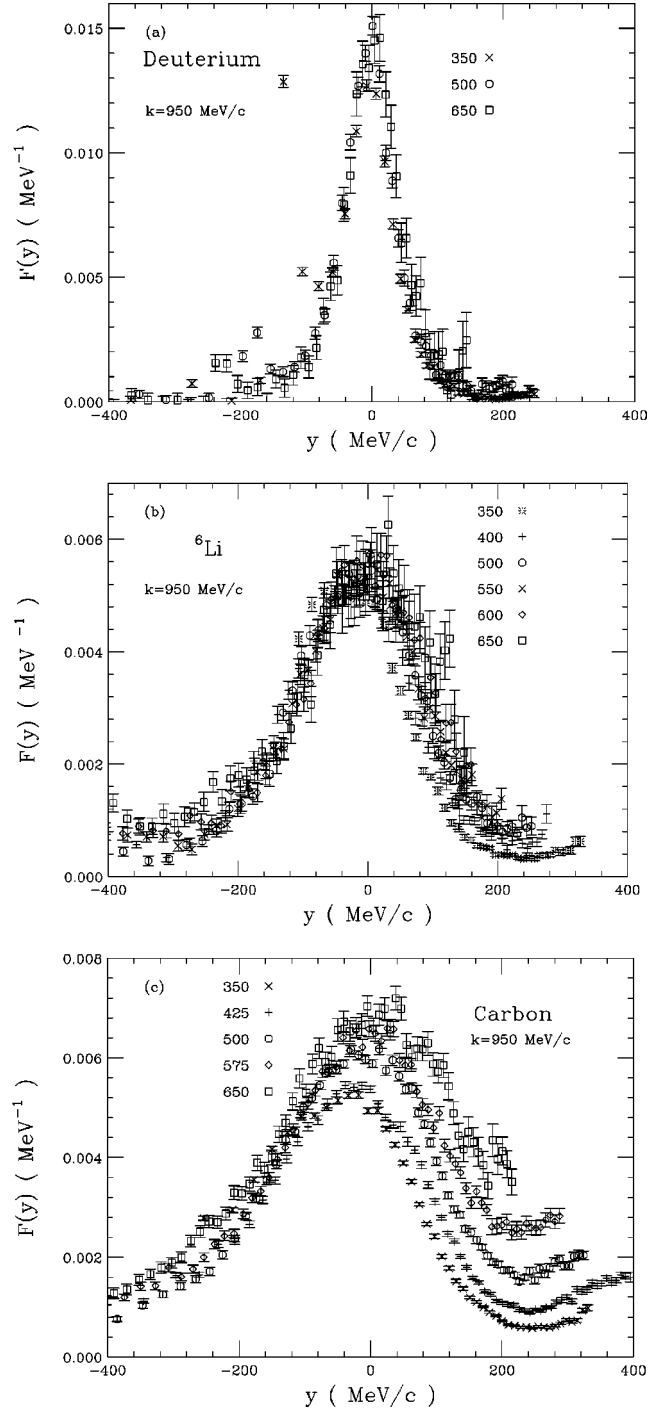 (a)
Deuterium
k=950 MeV/c
350 ×
500 ○
650 □
F(y) ( MeV⁻¹ )
0.015
0.010
0.005
0.000
-400 -200 0 200 400
y ( MeV/c )
(b)
⁶Li
k=950 MeV/c
350
400 +
500 ○
550 ×
600 ◇
650 □
F(y) ( MeV⁻¹ )
0.006
0.004
0.002
0.000
-400 -200 0 200 400
y ( MeV/c )
(c)
350 ×
425 +
500 ○
575 ◇
650 □
Carbon
k=950 MeV/c
F(y) ( MeV⁻¹ )
0.008
0.006
0.004
0.002
0.000
-400 -200 0 200 400
y ( MeV/c )